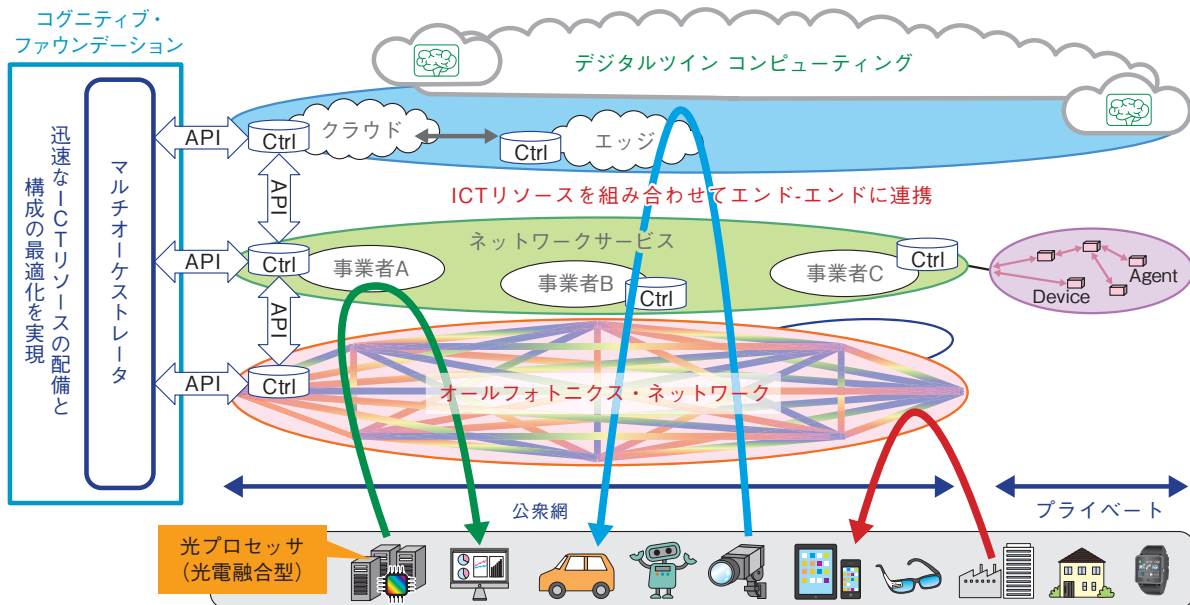 コグニティブ・
ファウンデーション
迅速なICTリソースの配備と
構成の最適化を実現
マルチオーケストレータ
デジタルツイン コンピューティング
API
Ctrl
クラウド
Ctrl
エッジ
API
ICTリソースを組み合わせてエンド-エンドに連携
ネットワークサービス
API
Ctrl
事業者A
事業者B
Ctrl
事業者C
Ctrl
Device
Agent
API
API
Ctrl
オールフォトニクス・ネットワーク
公衆網
プライベート
光プロセッサ
(光電融合型)